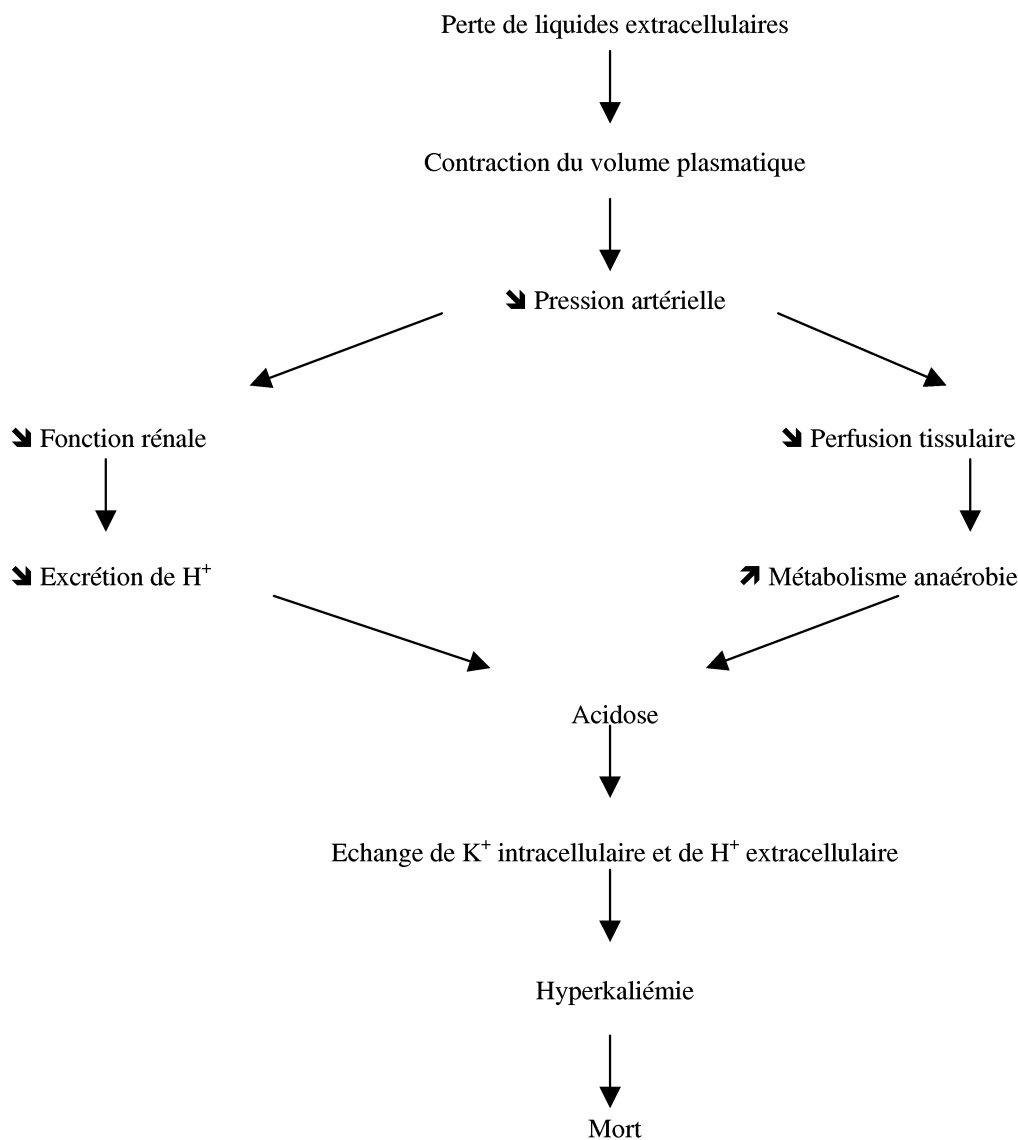 Perte de liquides extracellulaires
Contraction du volume plasmatique
🡾 Pression artérielle
🡾 Fonction rénale
🡾 Perfusion tissulaire
🡾 Excrétion de H⁺
🡽 Métabolisme anaérobie
Acidose
Echange de K⁺ intracellulaire et de H⁺ extracellulaire
Hyperkaliémie
Mort